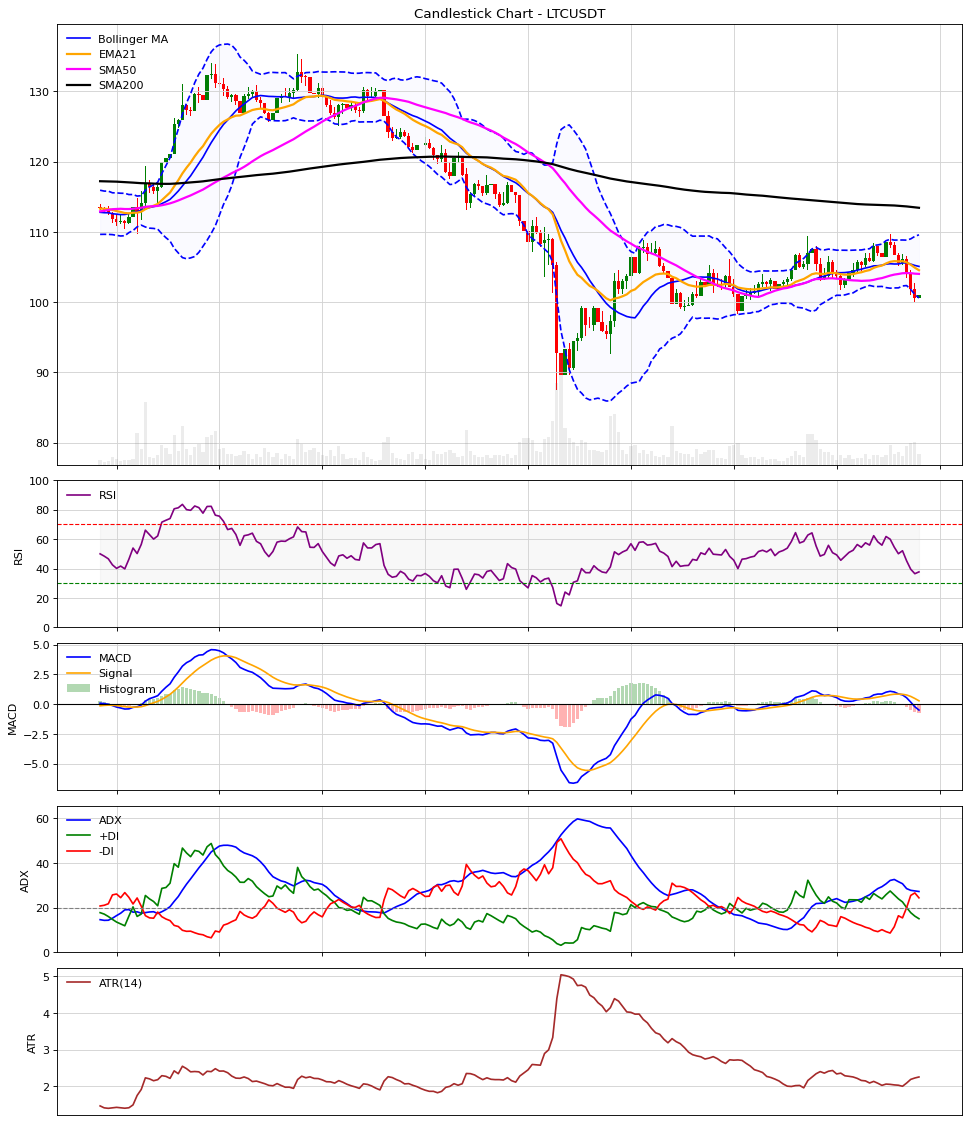 Candlestick Chart - LTCUSDT
Bollinger MA
EMA21
SMA50
SMA200
130
120
110
100
90
80
RSI
RSI
100
80
60
40
20
0
MACD
Signal
Histogram
MACD
5.0
2.5
0.0
−2.5
−5.0
ADX
+DI
-DI
ADX
60
40
20
0
ATR(14)
ATR
5
4
3
2